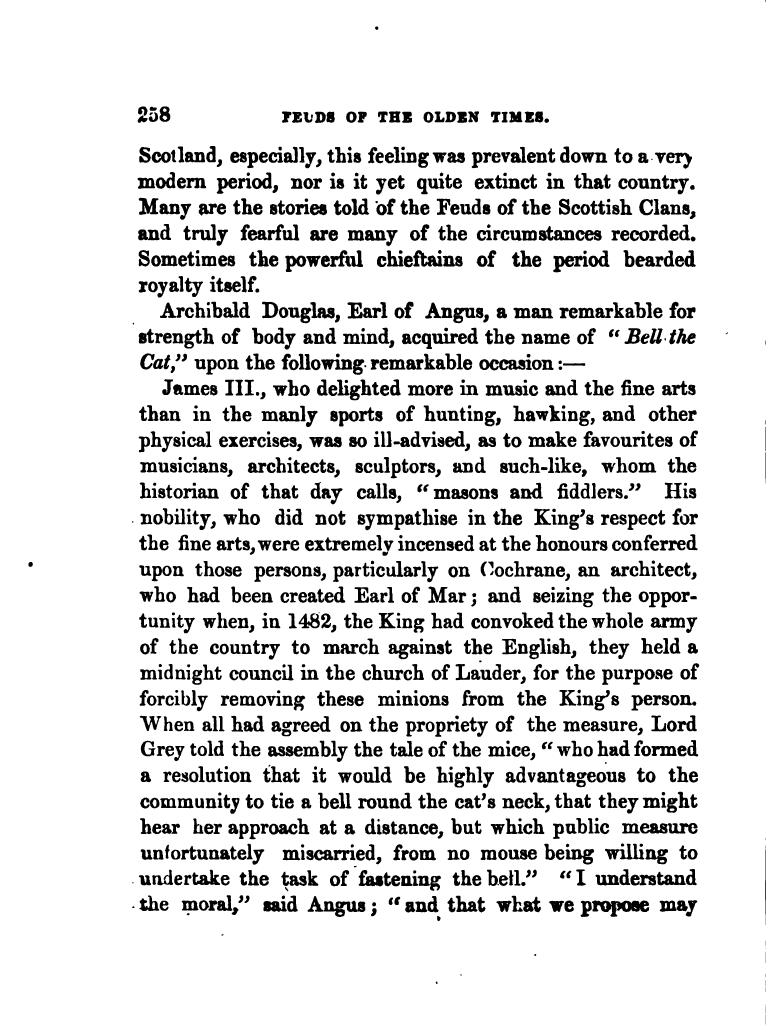 258 FEUDS OF THE OLDEN TIMES.
Scotland, especially, this feeling was prevalent down to a very
modern period, nor is it yet quite extinct in that country.
Many are the stories told of the Feuds of the Scottish Clans,
and truly fearful are many of the circumstances recorded.
Sometimes the powerful chieftains of the period bearded
royalty itself.
Archibald Douglas, Earl of Angus, a man remarkable for
strength of body and mind, acquired the name of "Bell the
Cat," upon the following remarkable occasion :—
James III., who delighted more in music and the fine arts
than in the manly sports of hunting, hawking, and other
physical exercises, was so ill-advised, as to make favourites of
musicians, architects, sculptors, and such-like, whom the
historian of that day calls, "masons and fiddlers." His
nobility, who did not sympathise in the King's respect for
the fine arts, were extremely incensed at the honours conferred
upon those persons, particularly on Cochrane, an architect,
who had been created Earl of Mar; and seizing the oppor-
tunity when, in 1482, the King had convoked the whole army
of the country to march against the English, they held a
midnight council in the church of Lauder, for the purpose of
forcibly removing these minions from the King's person.
When all had agreed on the propriety of the measure, Lord
Grey told the assembly the tale of the mice, "who had formed
a resolution that it would be highly advantageous to the
community to tie a bell round the cat's neck, that they might
hear her approach at a distance, but which public measure
unfortunately miscarried, from no mouse being willing to
undertake the task of fastening the bell." "I understand
the moral," said Angus; "and that what we propose may